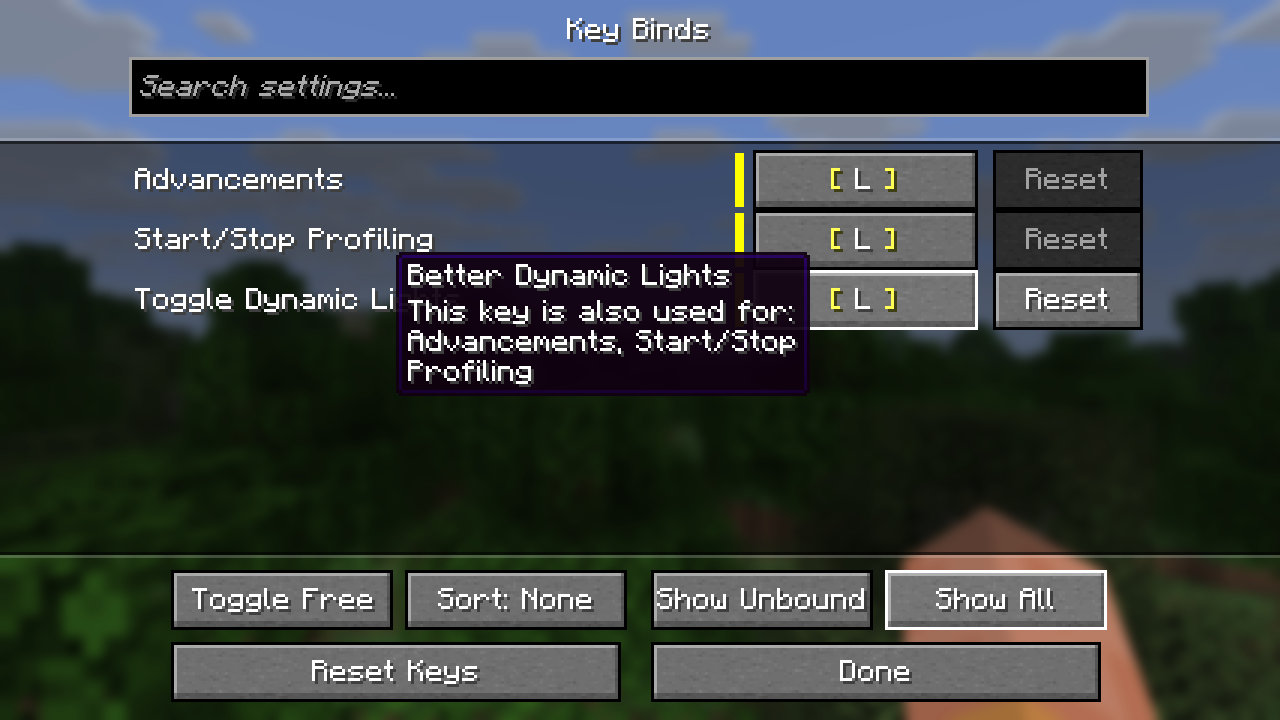 Key Binds
Search settings...
Advancements [ L ] Reset
Start/Stop Profiling [ L ] Reset
Toggle Dynamic Li [ L ] Reset
Better Dynamic Lights
This key is also used for:
Advancements, Start/Stop
Profiling
Toggle Free Sort: None Show Unbound Show All
Reset Keys Done